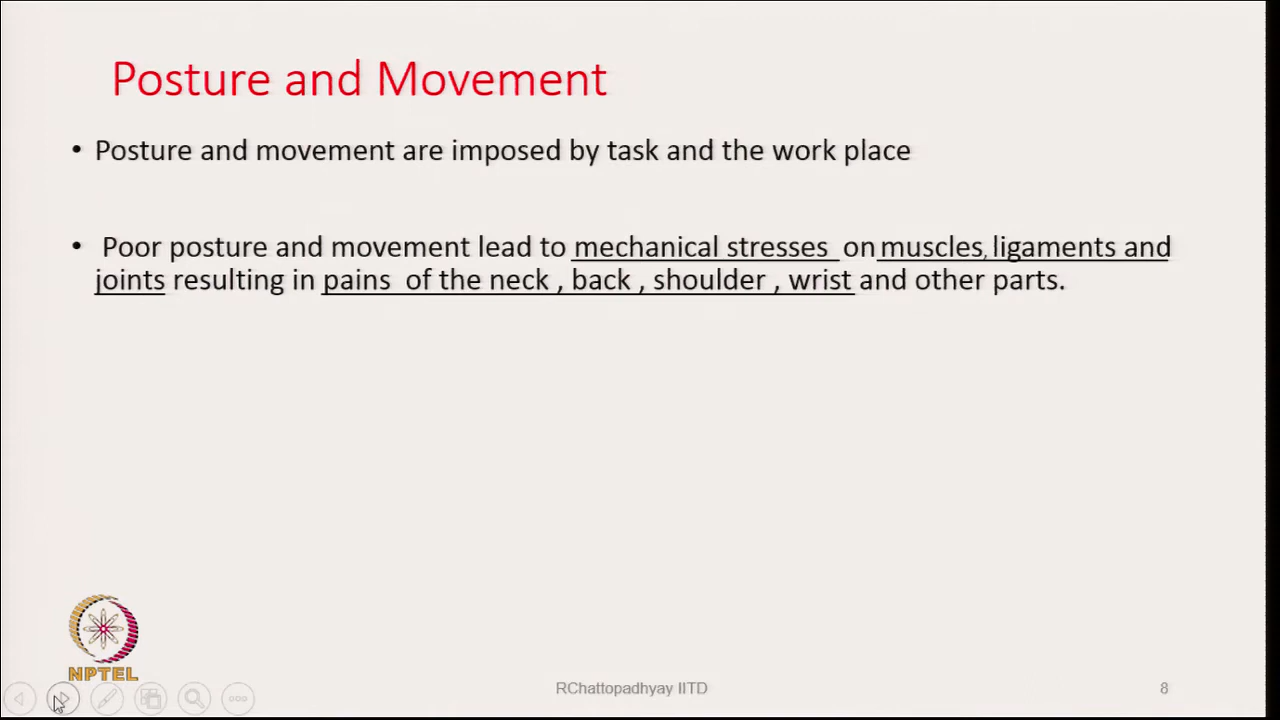 Posture and Movement
• Posture and movement are imposed by task and the work place
• Poor posture and movement lead to mechanical stresses on muscles, ligaments and
joints resulting in pains of the neck , back , shoulder , wrist and other parts.
NPTEL
RChattopadhyay IITD
8